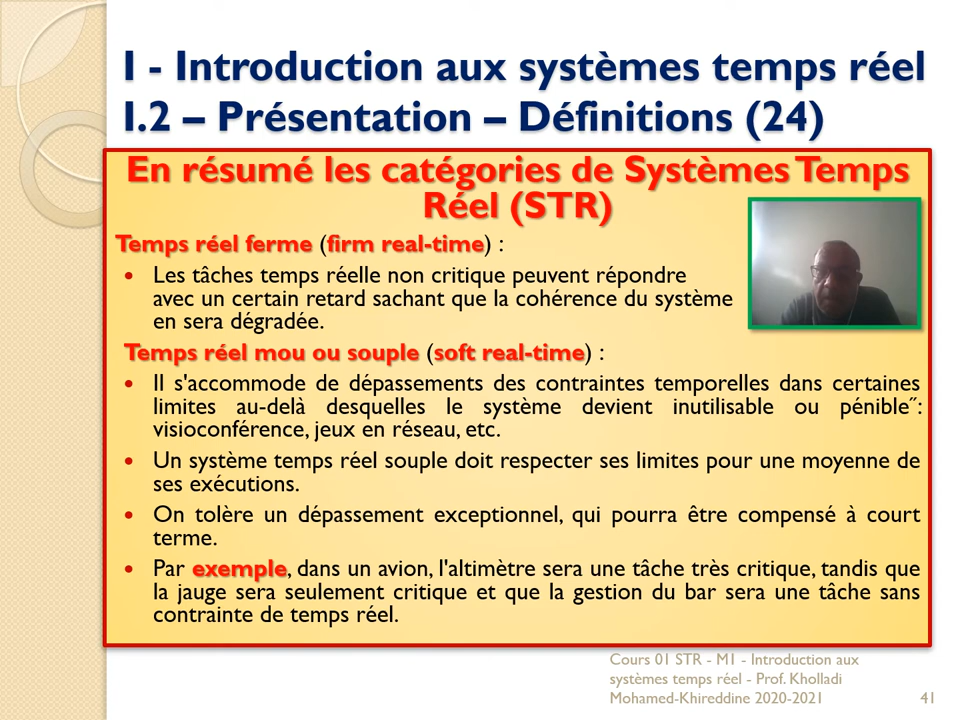 I - Introduction aux systèmes temps réel
I.2 – Présentation – Définitions (24)
En résumé les catégories de Systèmes Temps
Réel (STR)
Temps réel ferme (firm real-time) :
• Les tâches temps réelle non critique peuvent répondre
avec un certain retard sachant que la cohérence du système
en sera dégradée.
Temps réel mou ou souple (soft real-time) :
• Il s'accommode de dépassements des contraintes temporelles dans certaines
limites au-delà desquelles le système devient inutilisable ou pénible˝:
visioconférence, jeux en réseau, etc.
• Un système temps réel souple doit respecter ses limites pour une moyenne de
ses exécutions.
• On tolère un dépassement exceptionnel, qui pourra être compensé à court
terme.
• Par exemple, dans un avion, l'altimètre sera une tâche très critique, tandis que
la jauge sera seulement critique et que la gestion du bar sera une tâche sans
contrainte de temps réel.
Cours 01 STR - M1 - Introduction aux
systèmes temps réel - Prof. Kholladi
Mohamed-Khireddine 2020-2021
41